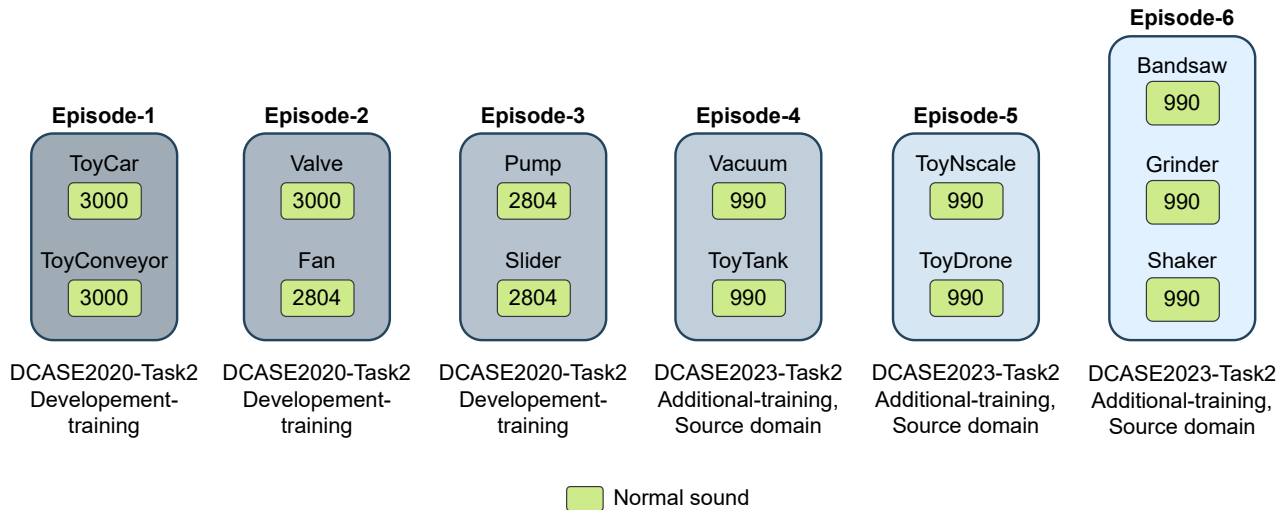 Episode-1
ToyCar
3000
ToyConveyor
3000
DCASE2020-Task2
Developement-
training
Episode-2
Valve
3000
Fan
2804
DCASE2020-Task2
Developement-
training
Episode-3
Pump
2804
Slider
2804
DCASE2020-Task2
Developement-
training
Episode-4
Vacuum
990
ToyTank
990
DCASE2023-Task2
Additional-training,
Source domain
Episode-5
ToyNscale
990
ToyDrone
990
DCASE2023-Task2
Additional-training,
Source domain
Episode-6
Bandsaw
990
Grinder
990
Shaker
990
DCASE2023-Task2
Additional-training,
Source domain
Normal sound